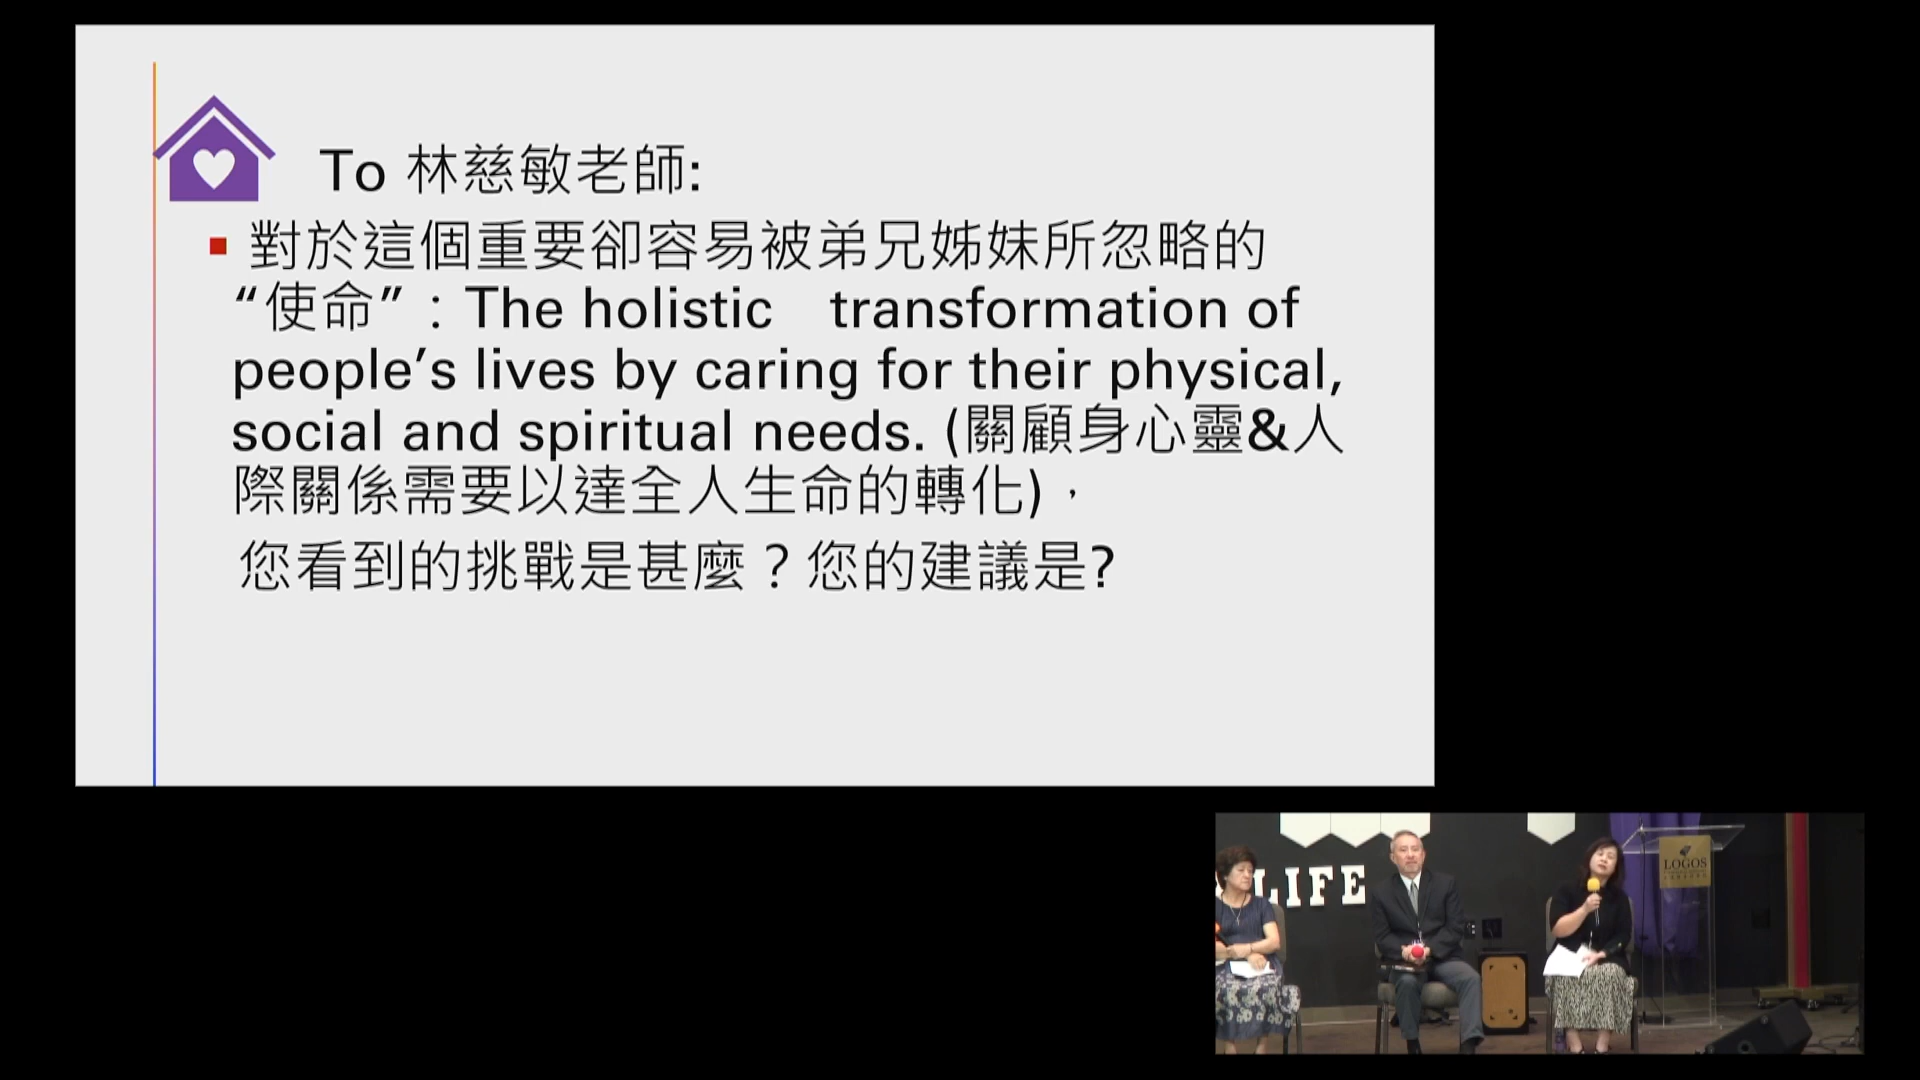 To 林慈敏老師:
▪ 對於這個重要卻容易被弟兄姊妹所忽略的
“使命”：The holistic　transformation of
people’s lives by caring for their physical,
social and spiritual needs. (關顧身心靈&人
際關係需要以達全人生命的轉化)，
您看到的挑戰是甚麼？您的建議是?
LIFE
LOGOS